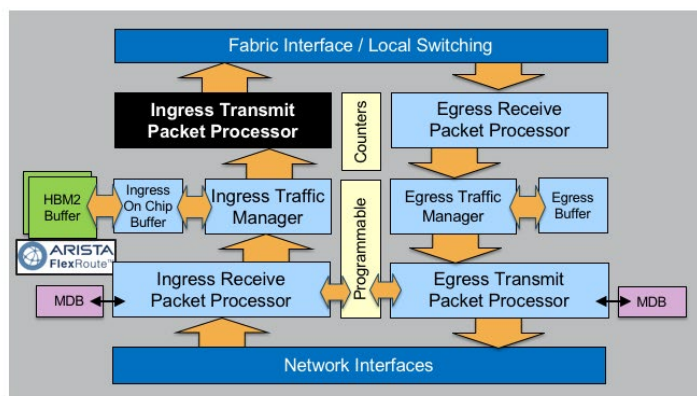 Fabric Interface / Local Switching
Ingress Transmit
Packet Processor
Counters
Egress Receive
Packet Processor
HBM2
Buffer
Ingress
On Chip
Buffer
Ingress Traffic
Manager
Programmable
Egress Traffic
Manager
Egress
Buffer
ARISTA
FlexRoute™
MDB
Ingress Receive
Packet Processor
Egress Transmit
Packet Processor
MDB
Network Interfaces